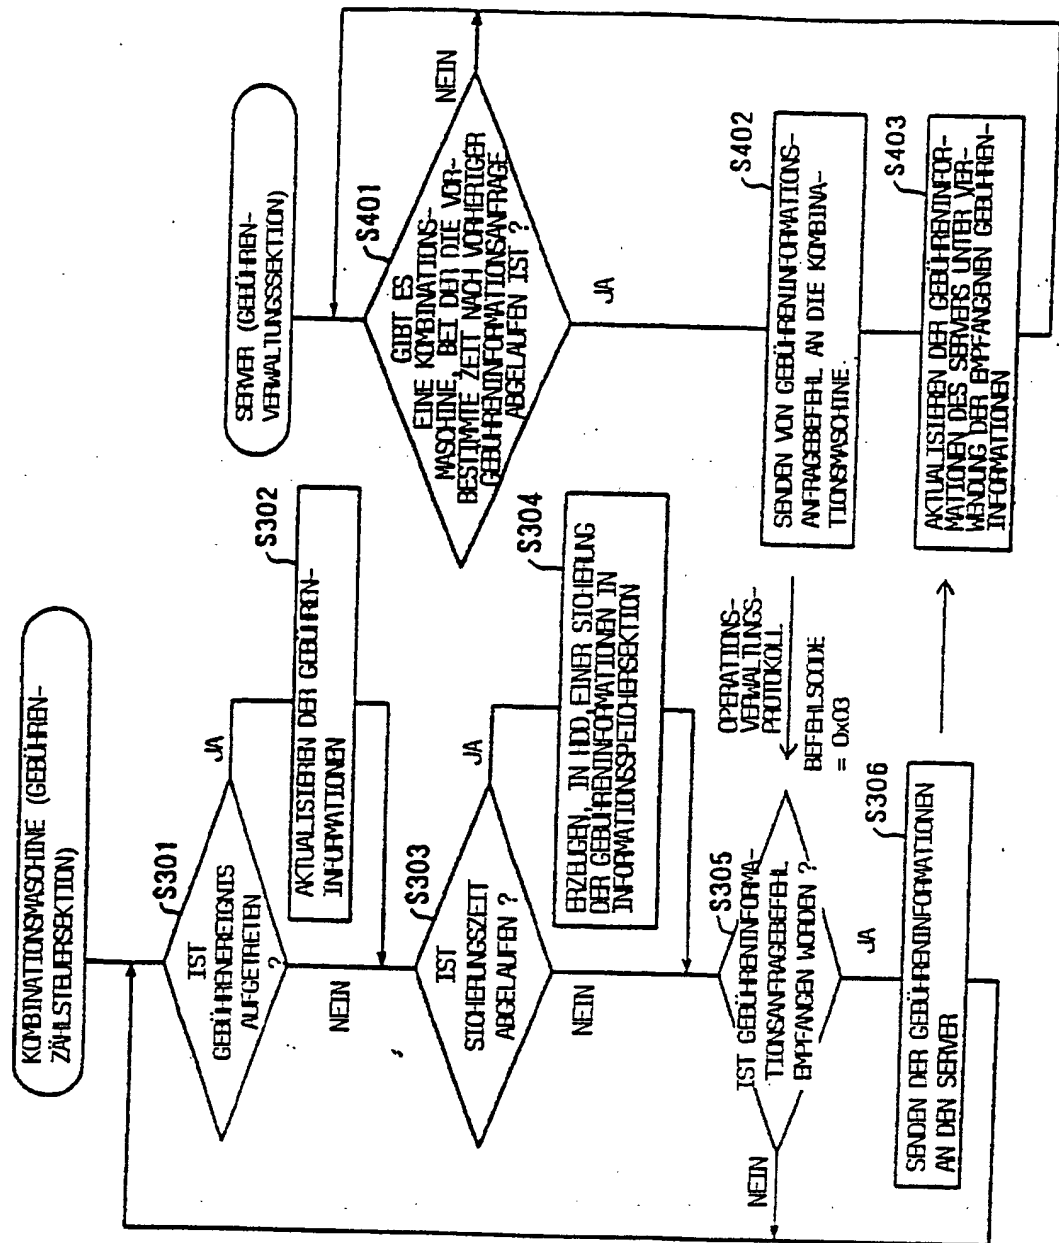 KOMBINATIONSMASCHINE (GEBÜHREN-
ZÄHLSTEUERSEKTION)
S301
IST
GEBÜHRENEREIGNIS
AUFGETRETEN
?
JA
NEIN
S302
AKTUALISIEREN DER GEBÜHREN-
INFORMATIONEN
S303
IST
SICHERUNGSZEIT
ABGELAUFEN ?
JA
NEIN
S304
ERZEUGEN, IN HDD, EINER SICHERUNG
DER GEBÜHRENINFORMATIONEN IN
INFORMATIONSSPEICHERSEKTION
S305
IST GEBÜHRENINFORMA-
TIONSANFRAGEBEFEHL
EMPFANGEN WORDEN ?
NEIN
JA
S306
SENDEN DER GEBÜHRENINFORMATIONEN
AN DEN SERVER
OPERATIONS-
VERWALTUNGS-
PROTOKOLL
BEFEHLSCODE
= 0x03
SERVER (GEBÜHREN-
VERWALTUNGSSEKTION)
S401
GIBT ES
EINE KOMBINATIONS-
MASCHINE, BEI DER DIE VOR-
BESTIMMTE ZEIT NACH VORHERIGER
GEBÜHRENINFORMATIONSANFRAGE
ABGELAUFEN IST ?
NEIN
JA
S402
SENDEN VON GEBÜHRENINFORMATIONS-
ANFRAGEBEFEHL AN DIE KOMBINA-
TIONSMASCHINE.
S403
AKTUALISIEREN DER GEBÜHRENINFOR-
MATIONEN DES SERVERS UNTER VER-
WENDUNG DER EMPFANGENEN GEBÜHREN-
INFORMATIONEN